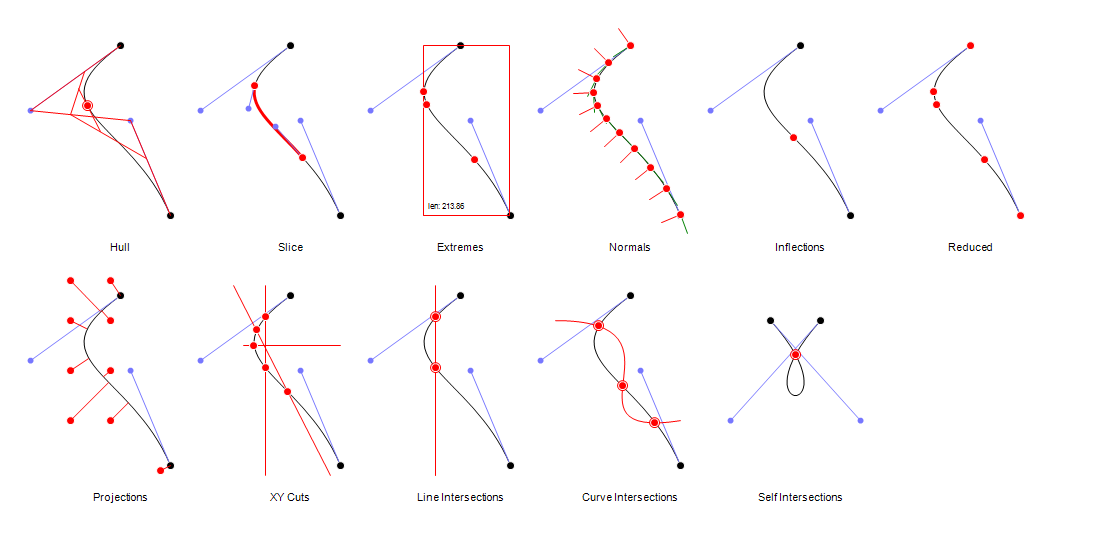 len: 213.86
Hull
Slice
Extremes
Normals
Inflections
Reduced
Projections
XY Cuts
Line Intersections
Curve Intersections
Self Intersections